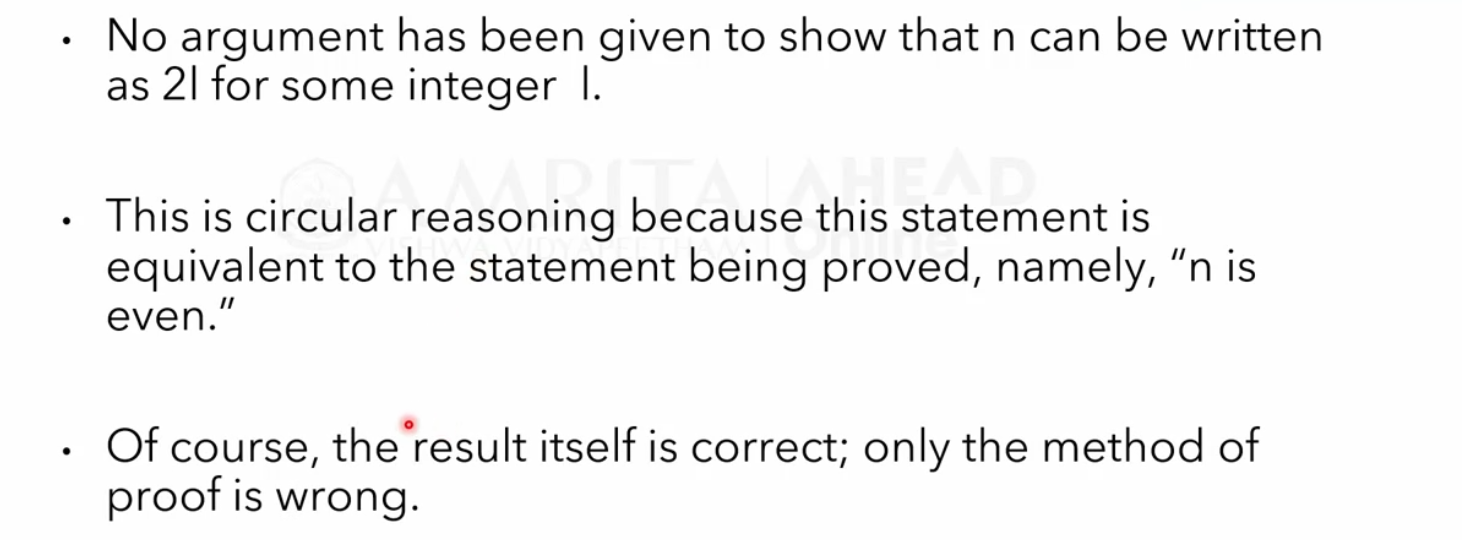 • No argument has been given to show that n can be written
as 2l for some integer l.
AMRITA | AHEAD
VISHWA VIDYAPEETHAM | Online
• This is circular reasoning because this statement is
equivalent to the statement being proved, namely, “n is
even.”
• Of course, the result itself is correct; only the method of
proof is wrong.